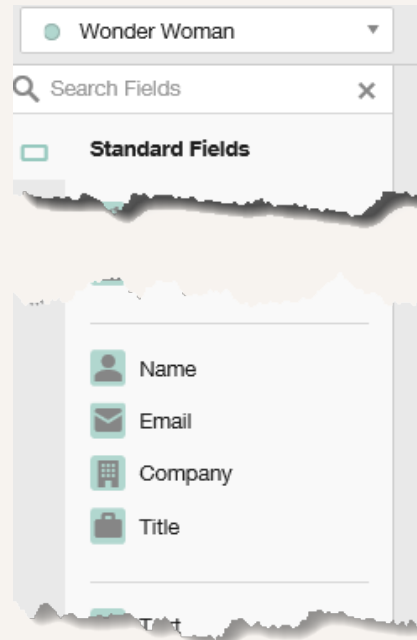 Wonder Woman
Search Fields
Standard Fields
Name
Email
Company
Title